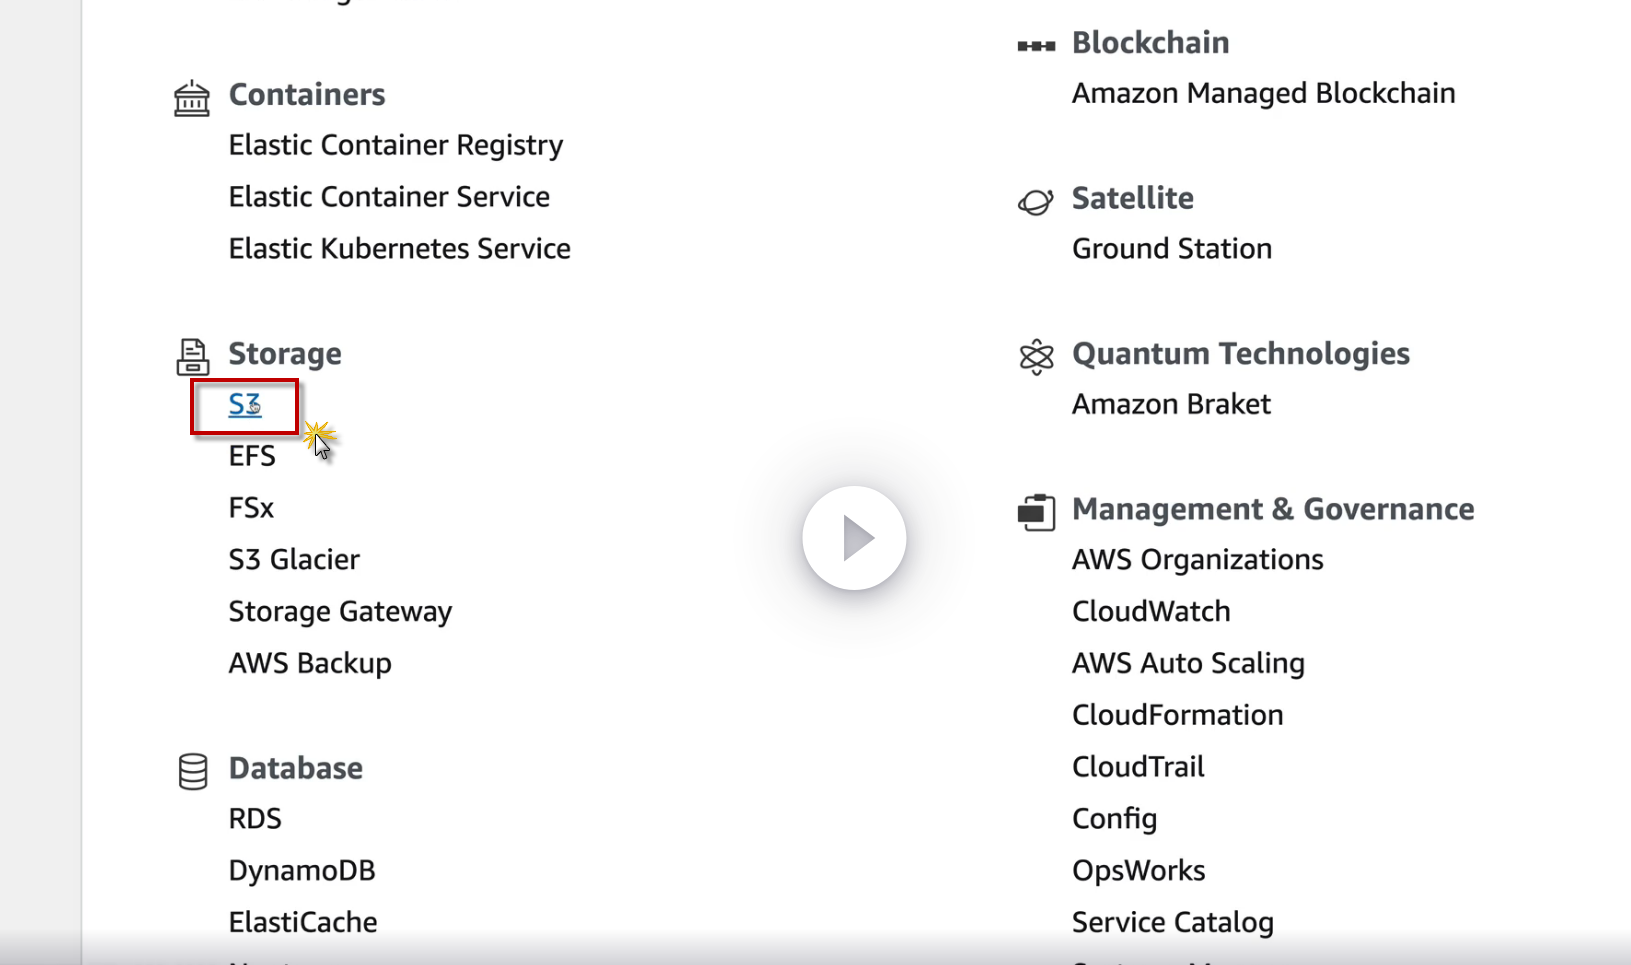 Containers
Elastic Container Registry
Elastic Container Service
Elastic Kubernetes Service
Storage
S3
EFS
FSx
S3 Glacier
Storage Gateway
AWS Backup
Database
RDS
DynamoDB
ElastiCache
Blockchain
Amazon Managed Blockchain
Satellite
Ground Station
Quantum Technologies
Amazon Braket
Management & Governance
AWS Organizations
CloudWatch
AWS Auto Scaling
CloudFormation
CloudTrail
Config
OpsWorks
Service Catalog